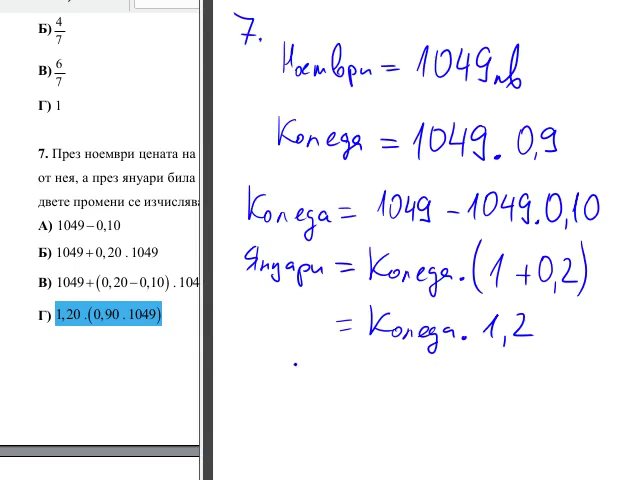 Б) 4/7
В) 6/7
Г) 1
7. През ноември цената на
от нея, а през януари била
двете промени се изчислява
А) 1049−0,10
Б) 1049+0,20 . 1049
В) 1049+(0,20−0,10) . 104
Г) 1,20 .(0,90 . 1049)
7.
Ноември = 1049лв
Коледа = 1049. 0,9
Коледа = 1049 - 1049.0,10
Януари = Коледа.(1+0,2)
= Коледа. 1,2